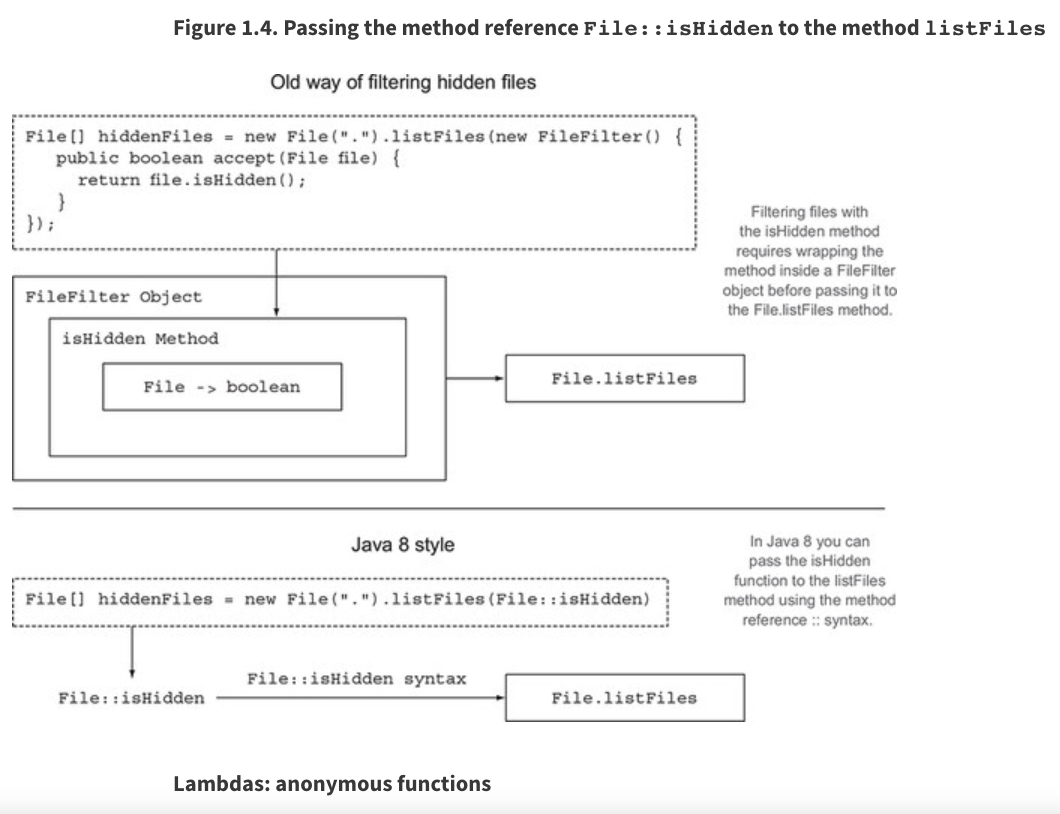 Figure 1.4. Passing the method reference File::isHidden to the method listFiles
Old way of filtering hidden files
File[] hiddenFiles = new File(".").listFiles(new FileFilter() {
public boolean accept(File file) {
return file.isHidden();
}
});
Filtering files with
the isHidden method
requires wrapping the
method inside a FileFilter
object before passing it to
the File.listFiles method.
FileFilter Object
isHidden Method
File -> boolean
File.listFiles
Java 8 style
In Java 8 you can
pass the isHidden
function to the listFiles
method using the method
reference :: syntax.
File[] hiddenFiles = new File(".").listFiles(File::isHidden)
File::isHidden syntax
File::isHidden
File.listFiles
Lambdas: anonymous functions